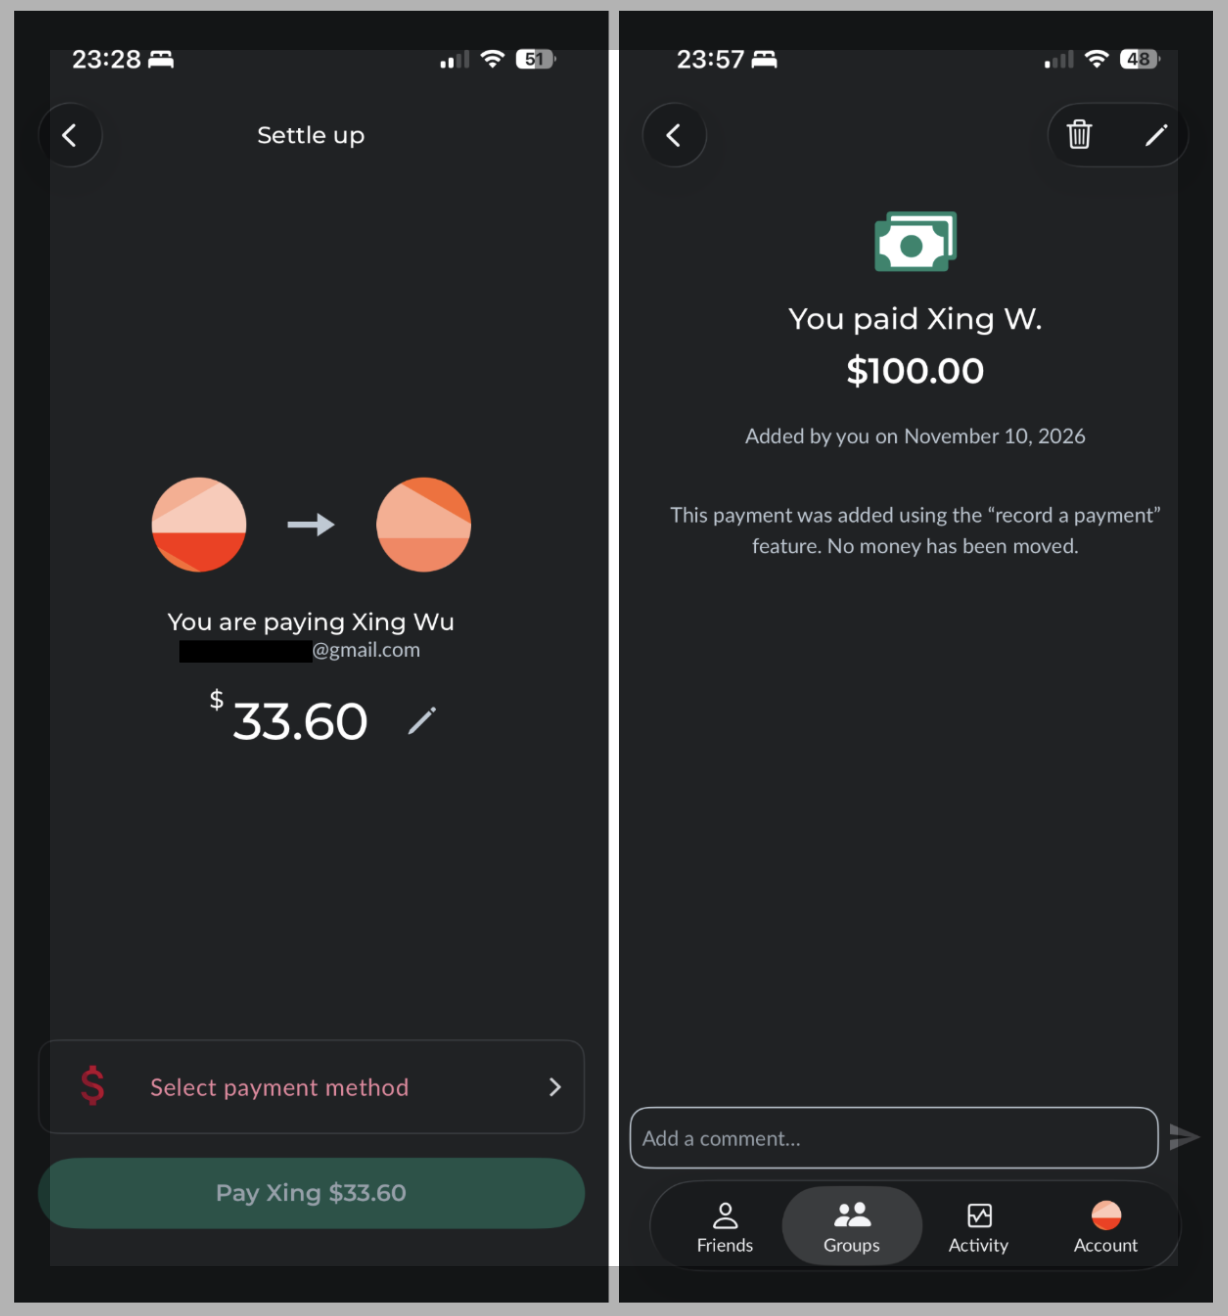 23:28
51
Settle up
You are paying Xing Wu
@gmail.com
$ 33.60
Select payment method
Pay Xing $33.60
23:57
48
You paid Xing W.
$100.00
Added by you on November 10, 2026
This payment was added using the “record a payment”
feature. No money has been moved.
Add a comment...
Friends
Groups
Activity
Account